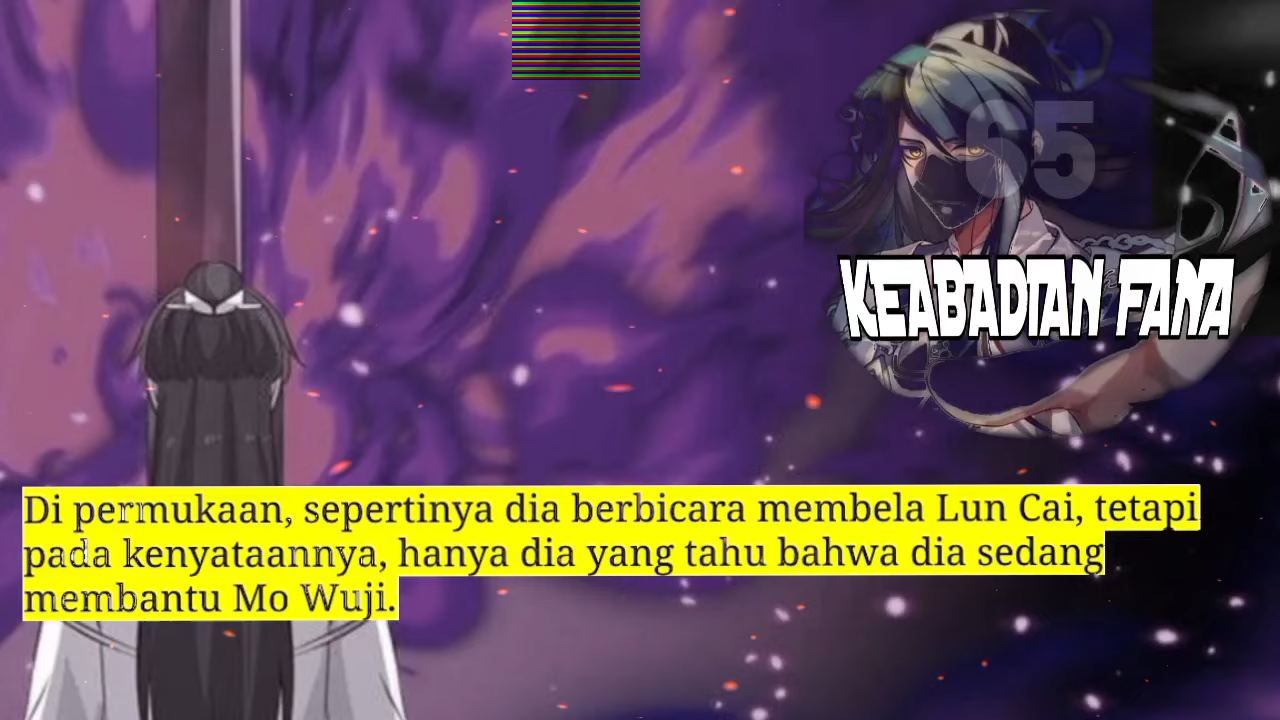 65
KEABADIAN FANA
Di permukaan, sepertinya dia berbicara membela Lun Cai, tetapi
pada kenyataannya, hanya dia yang tahu bahwa dia sedang
membantu Mo Wuji.